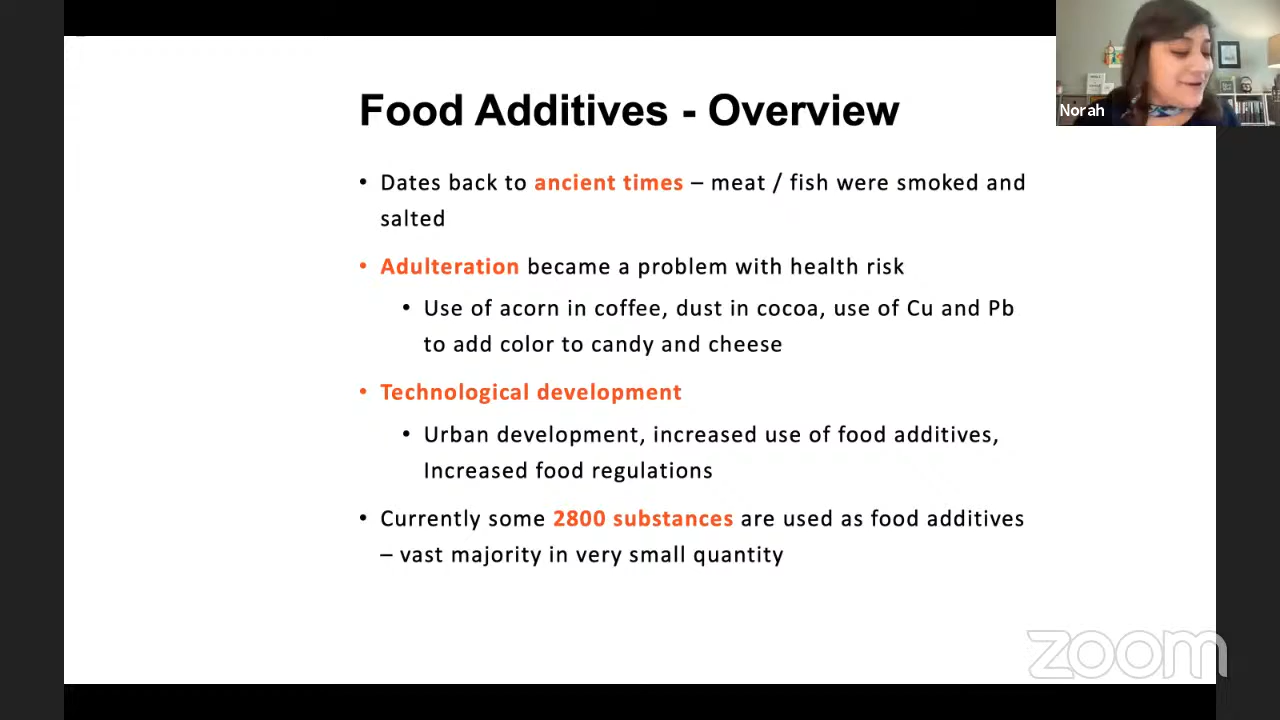 Food Additives - Overview
Norah
• Dates back to ancient times – meat / fish were smoked and
salted
• Adulteration became a problem with health risk
• Use of acorn in coffee, dust in cocoa, use of Cu and Pb
to add color to candy and cheese
• Technological development
• Urban development, increased use of food additives,
Increased food regulations
• Currently some 2800 substances are used as food additives
– vast majority in very small quantity
zoom